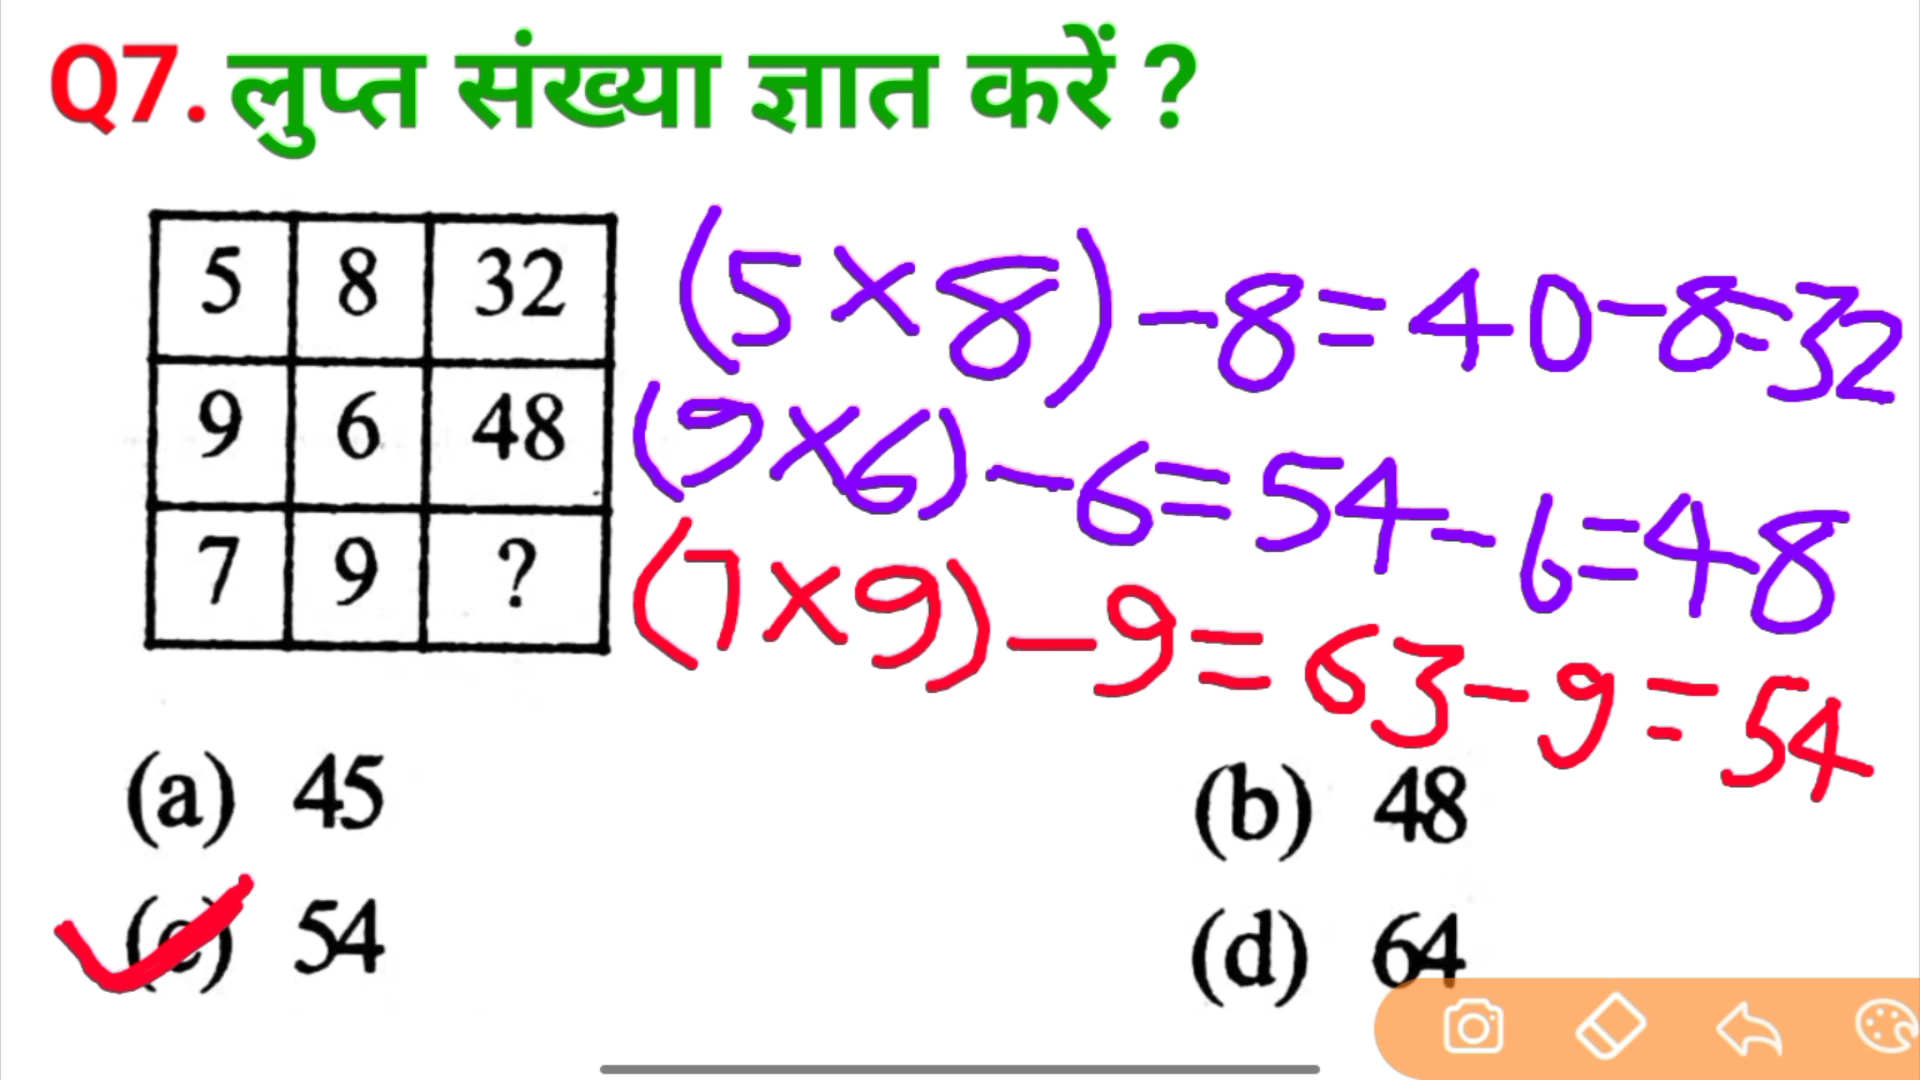 Q7. लुप्त संख्या ज्ञात करें ?
5 8 32 (5×8)-8=40-8=32
9 6 48 (9×6)-6=54-6=48
7 9 ? (7×9)-9=63-9=54
(a) 45 (b) 48
(c) 54 (d) 64